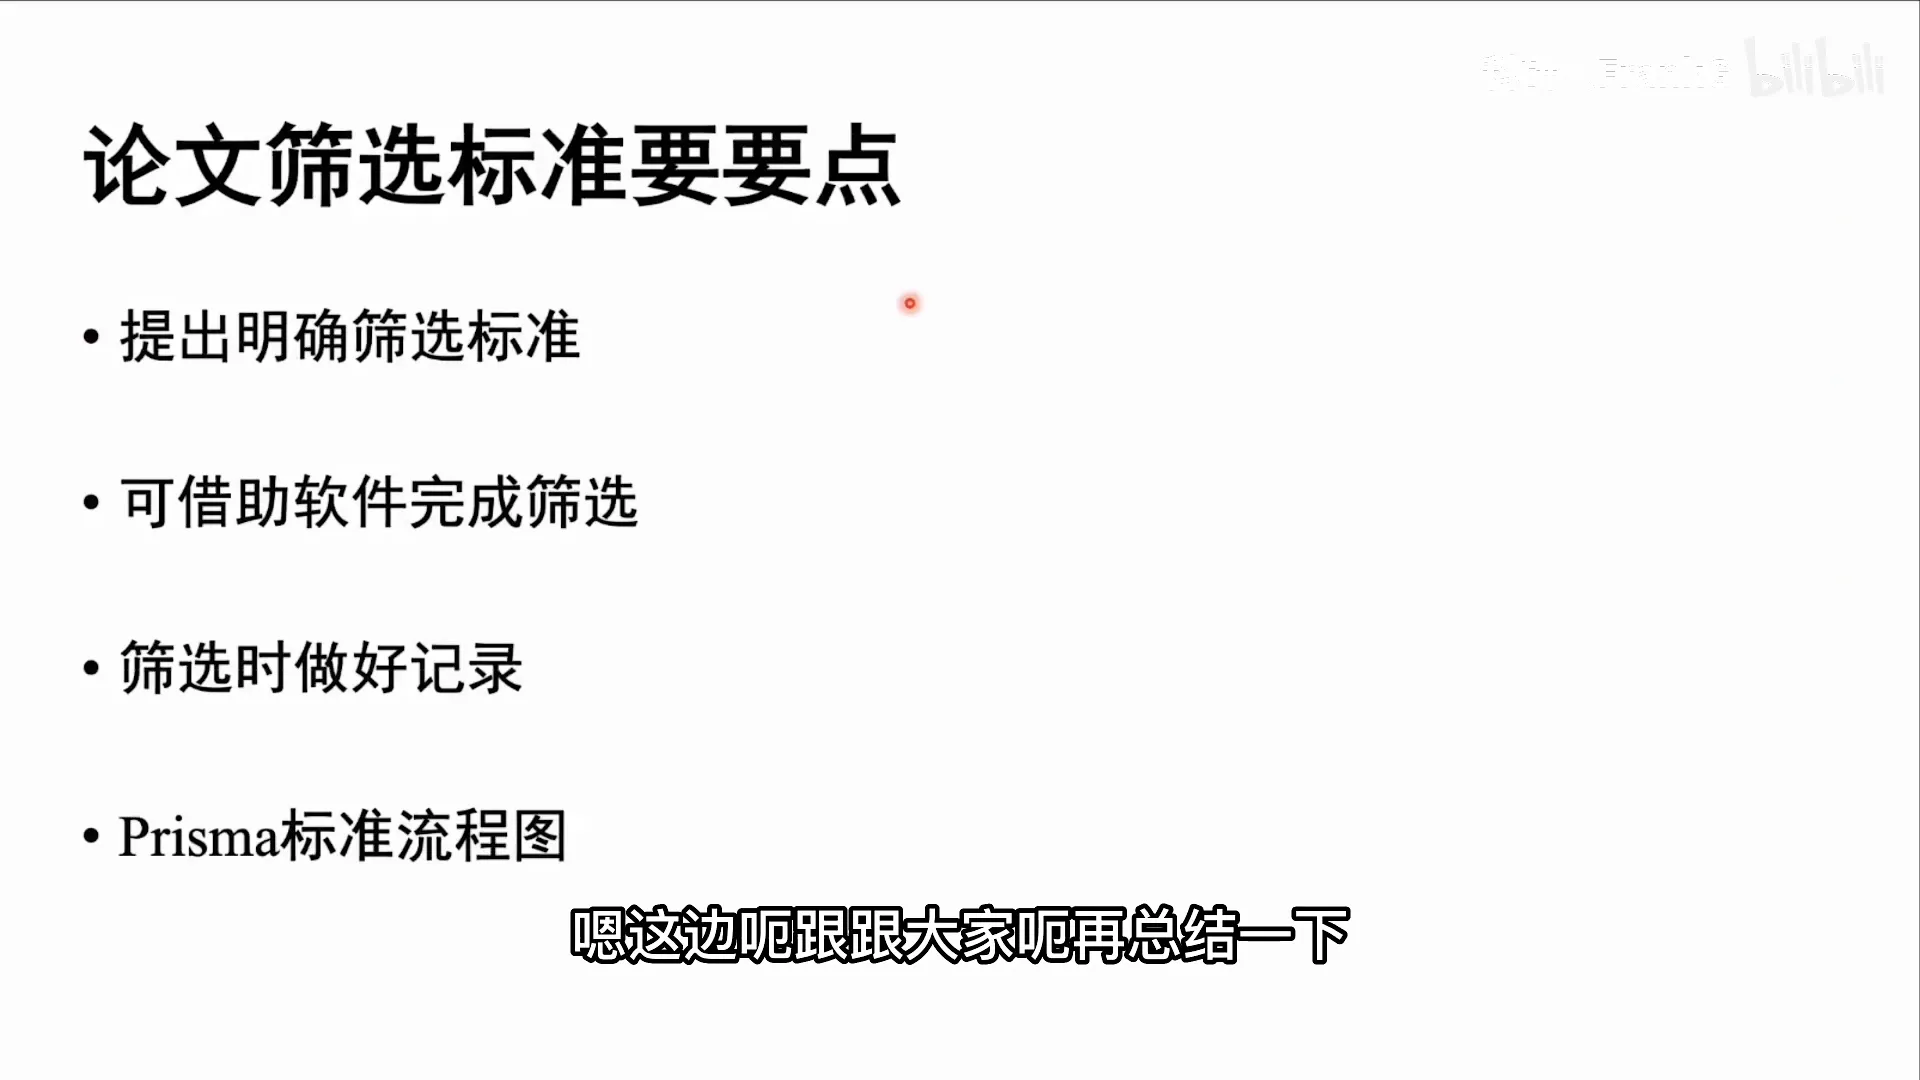 bilibili
论文筛选标准要要点
• 提出明确筛选标准
• 可借助软件完成筛选
• 筛选时做好记录
• Prisma标准流程图
嗯这边呃跟跟大家呃再总结一下